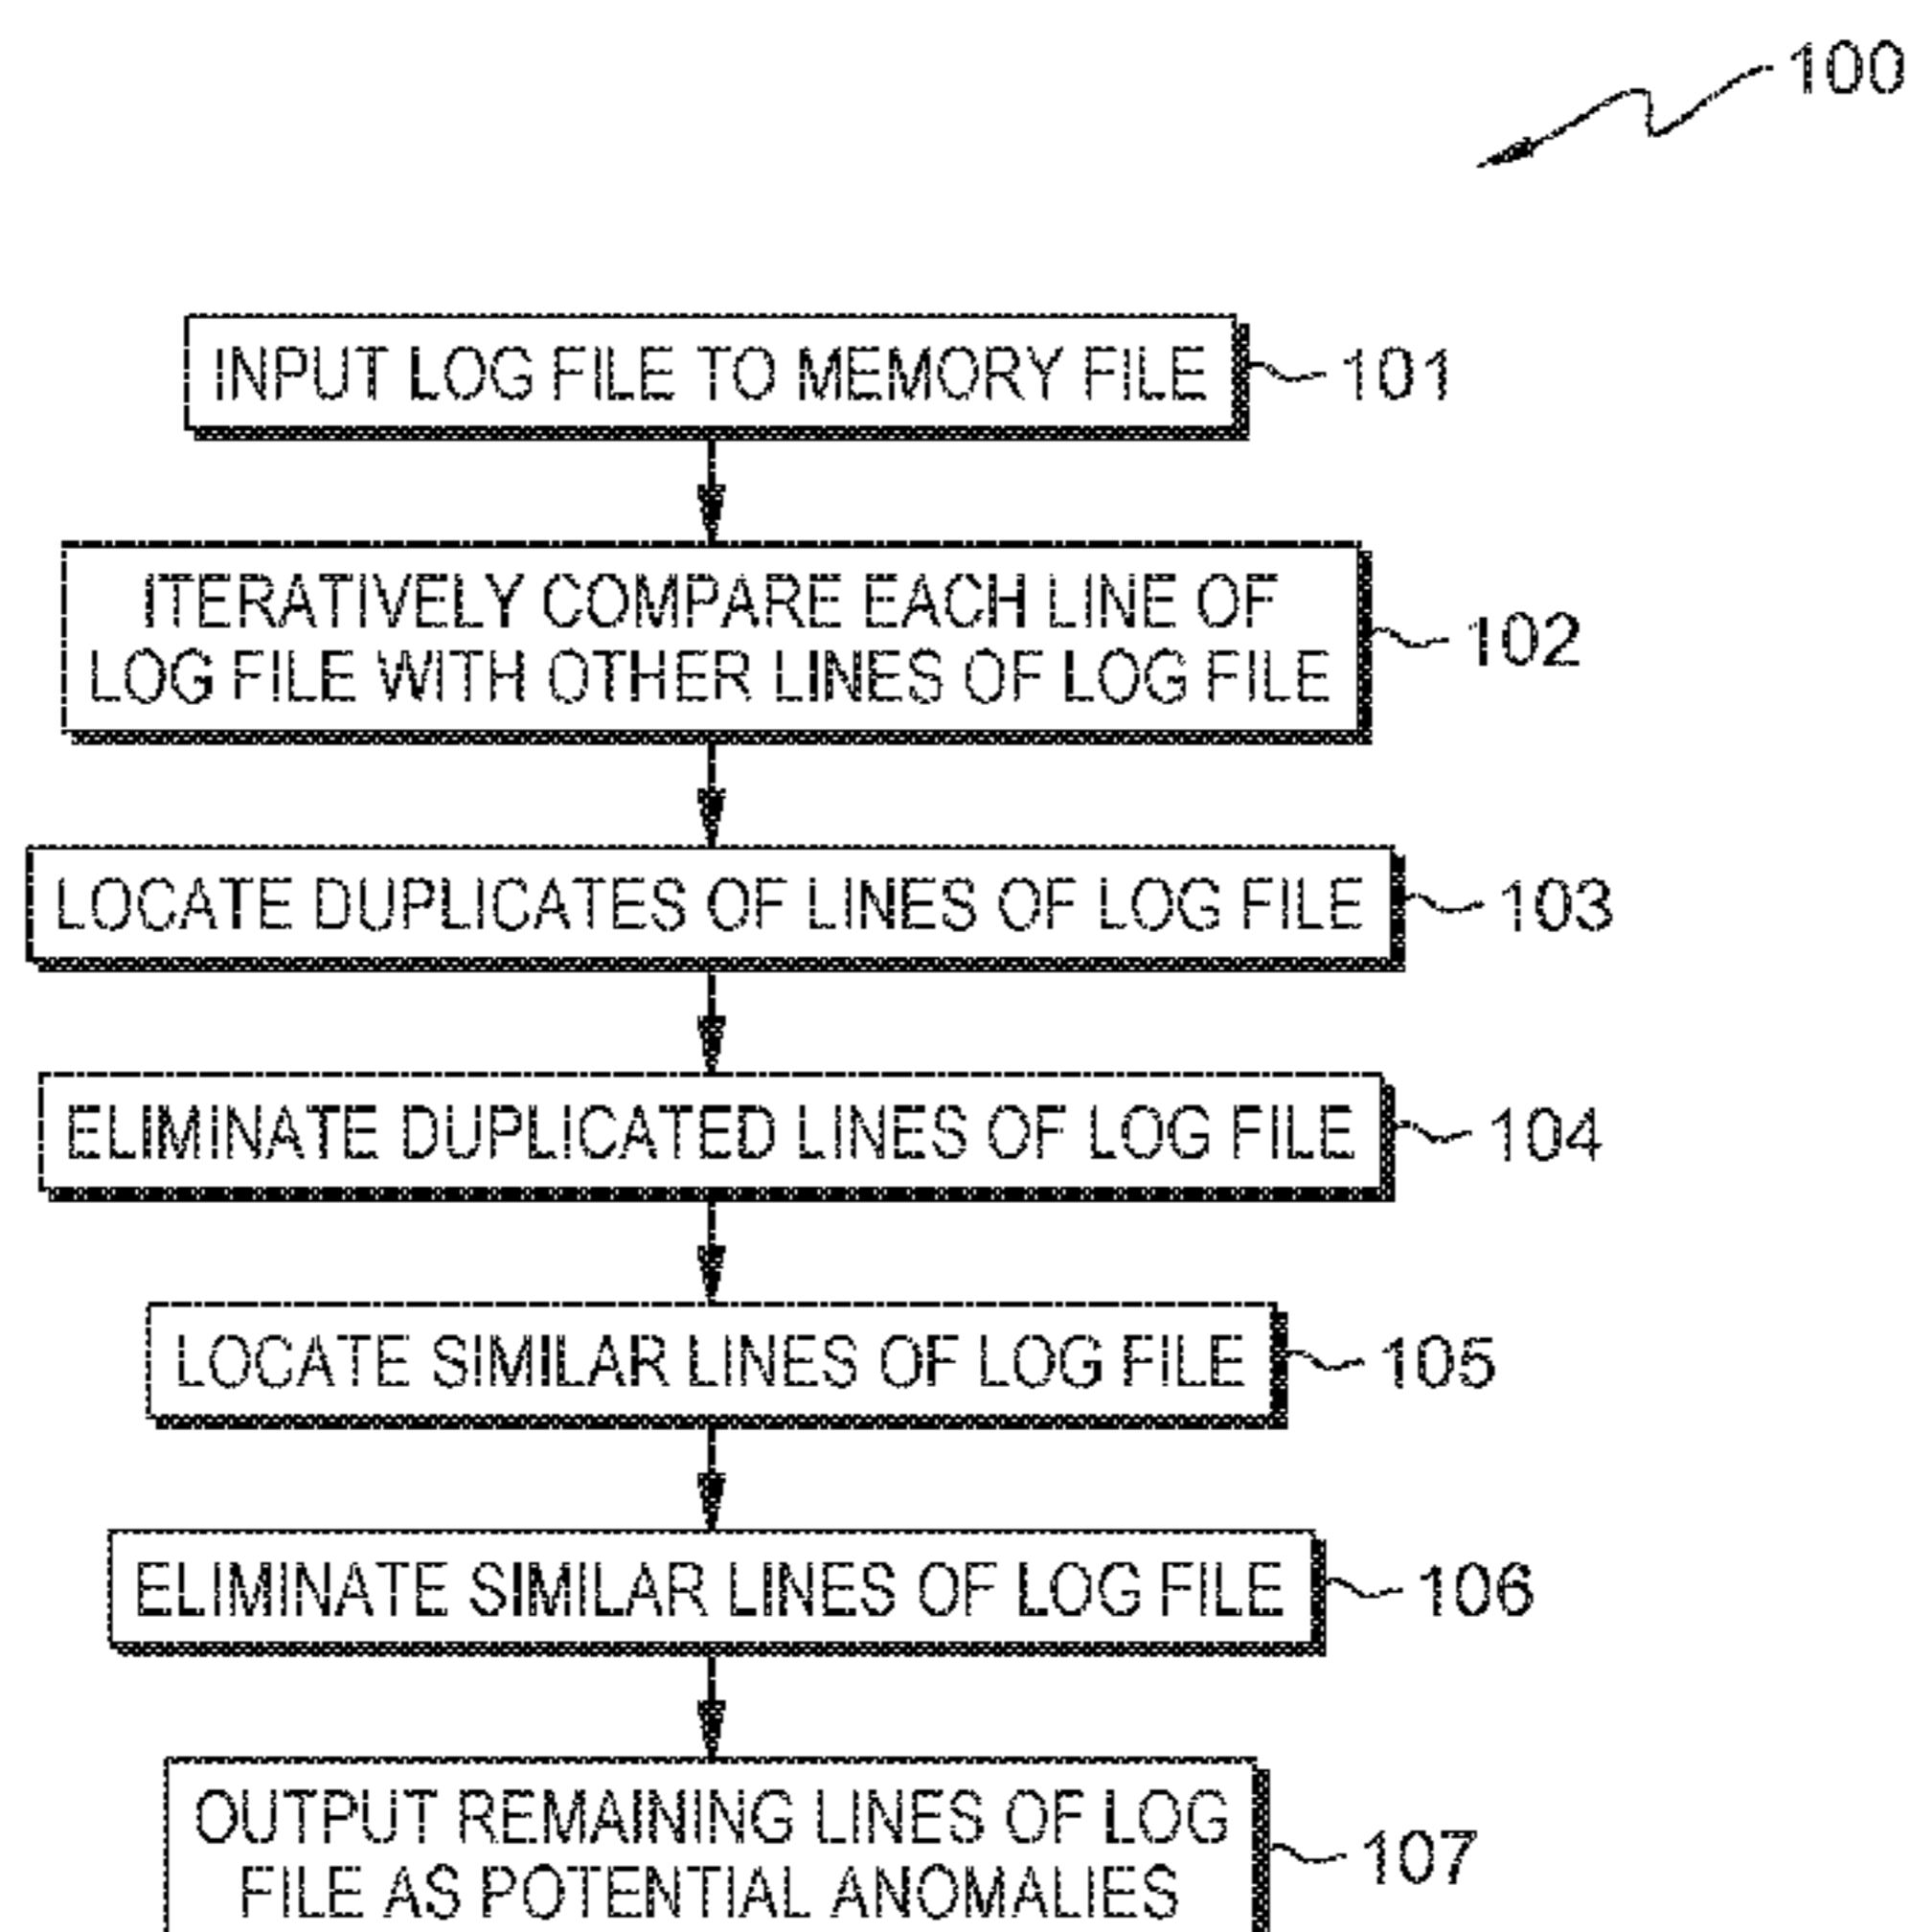 100
INPUT LOG FILE TO MEMORY FILE
101
ITERATIVELY COMPARE EACH LINE OF
LOG FILE WITH OTHER LINES OF LOG FILE
102
LOCATE DUPLICATES OF LINES OF LOG FILE
103
ELIMINATE DUPLICATED LINES OF LOG FILE
104
LOCATE SIMILAR LINES OF LOG FILE
105
ELIMINATE SIMILAR LINES OF LOG FILE
106
OUTPUT REMAINING LINES OF LOG
FILE AS POTENTIAL ANOMALIES
107